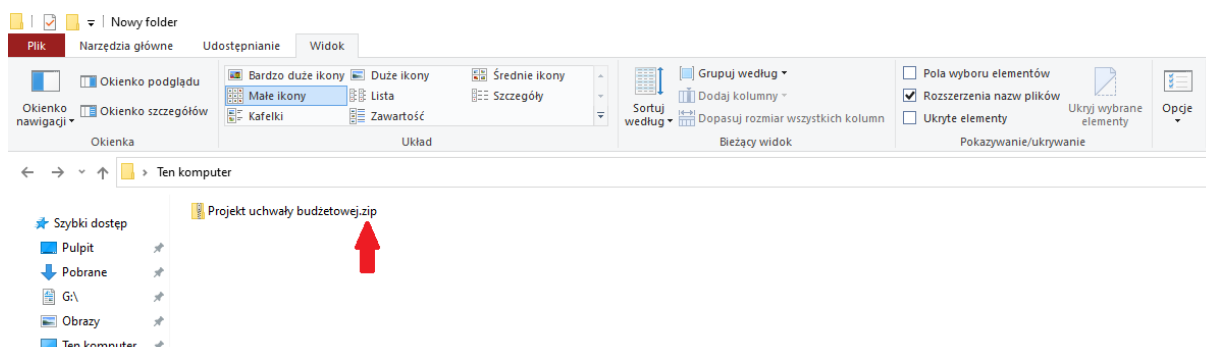 Nowy folder
Plik Narzędzia główne Udostępnianie Widok
Okienko nawigacji
Okienko podglądu
Okienko szczegółów
Okienka
Bardzo duże ikony Duże ikony Średnie ikony
Małe ikony Lista Szczegóły
Kafelki Zawartość
Układ
Sortuj według
Grupuj według
Dodaj kolumny
Dopasuj rozmiar wszystkich kolumn
Bieżący widok
Pola wyboru elementów
Rozszerzenia nazw plików
Ukryte elementy
Ukryj wybrane elementy
Pokazywanie/ukrywanie
Opcje
Ten komputer
Szybki dostęp
Pulpit
Pobrane
G:\
Obrazy
Ten komputer
Projekt uchwały budżetowej.zip